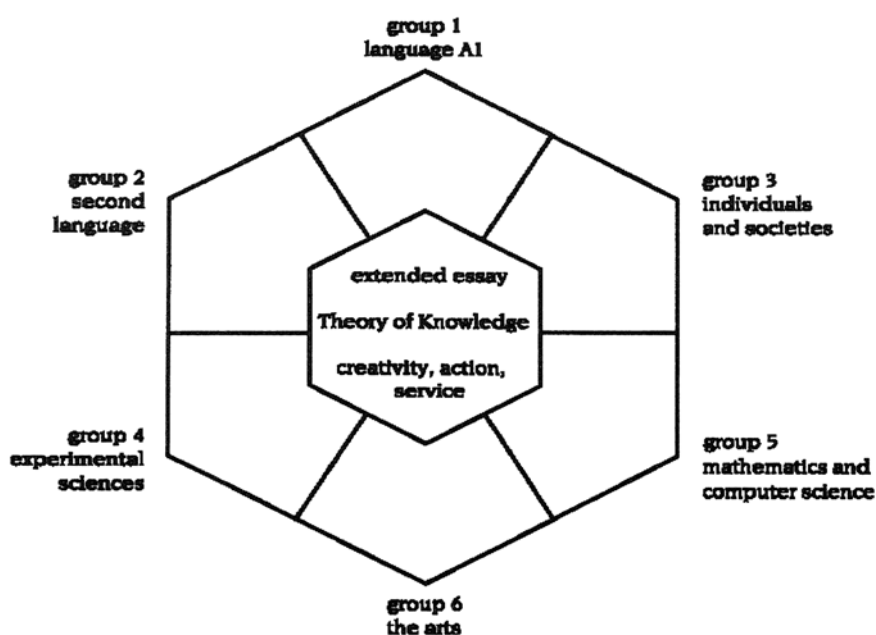 group 1
language A1
group 2
second
language
group 3
individuals
and societies
extended essay
Theory of Knowledge
creativity, action,
service
group 4
experimental
sciences
group 5
mathematics and
computer science
group 6
the arts